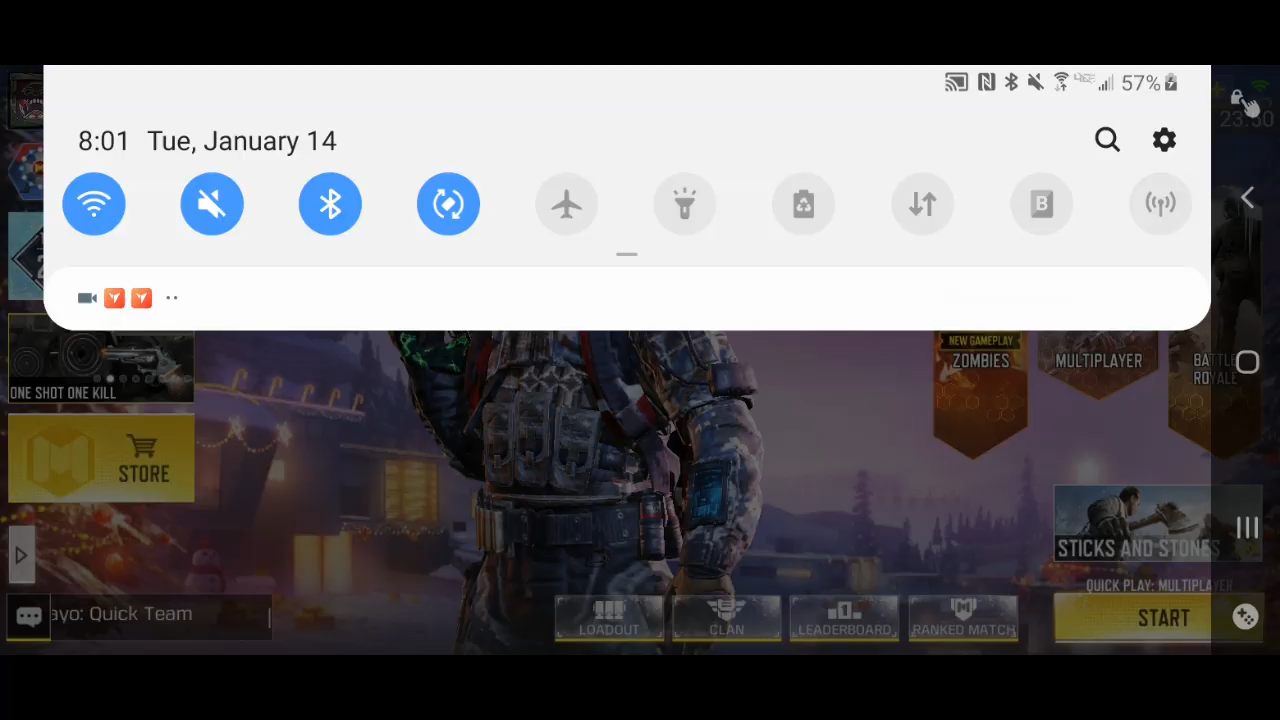 57%
8:01 Tue, January 14
B
ONE SHOT ONE KILL
STORE
ayo: Quick Team
NEW GAMEPLAY
ZOMBIES
MULTIPLAYER
BATTL
ROYALE
STICKS AND STONES
QUICK PLAY: MULTIPLAYER
START
LOADOUT
CLAN
LEADERBOARD
RANKED MATCH